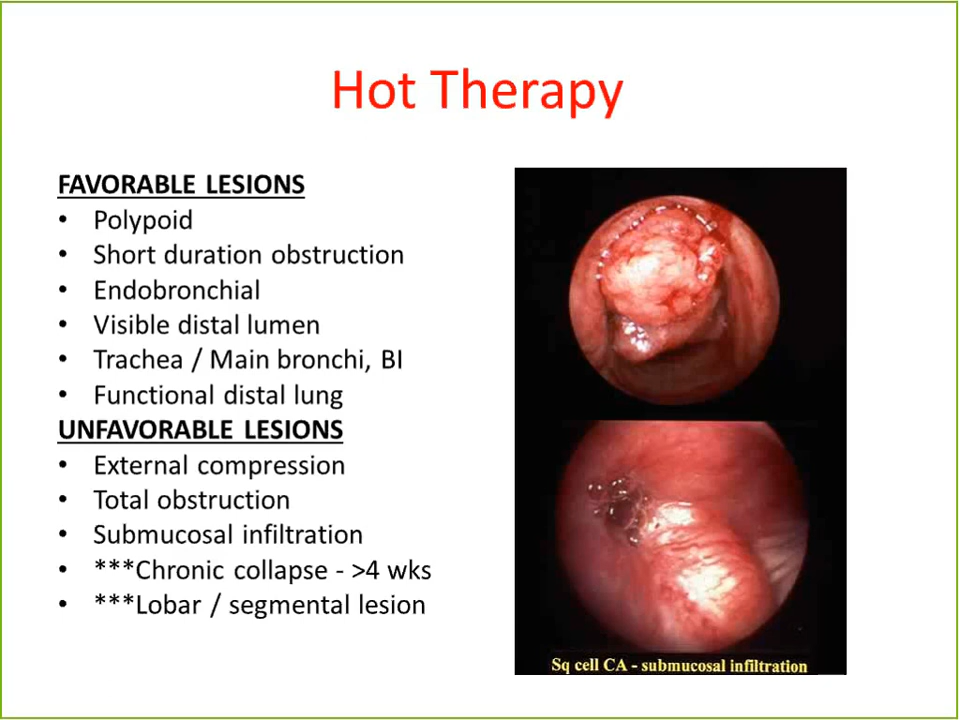 Hot Therapy
FAVORABLE LESIONS
• Polypoid
• Short duration obstruction
• Endobronchial
• Visible distal lumen
• Trachea / Main bronchi, BI
• Functional distal lung
UNFAVORABLE LESIONS
• External compression
• Total obstruction
• Submucosal infiltration
• ***Chronic collapse - >4 wks
• ***Lobar / segmental lesion
Sq cell CA - submucosal infiltration